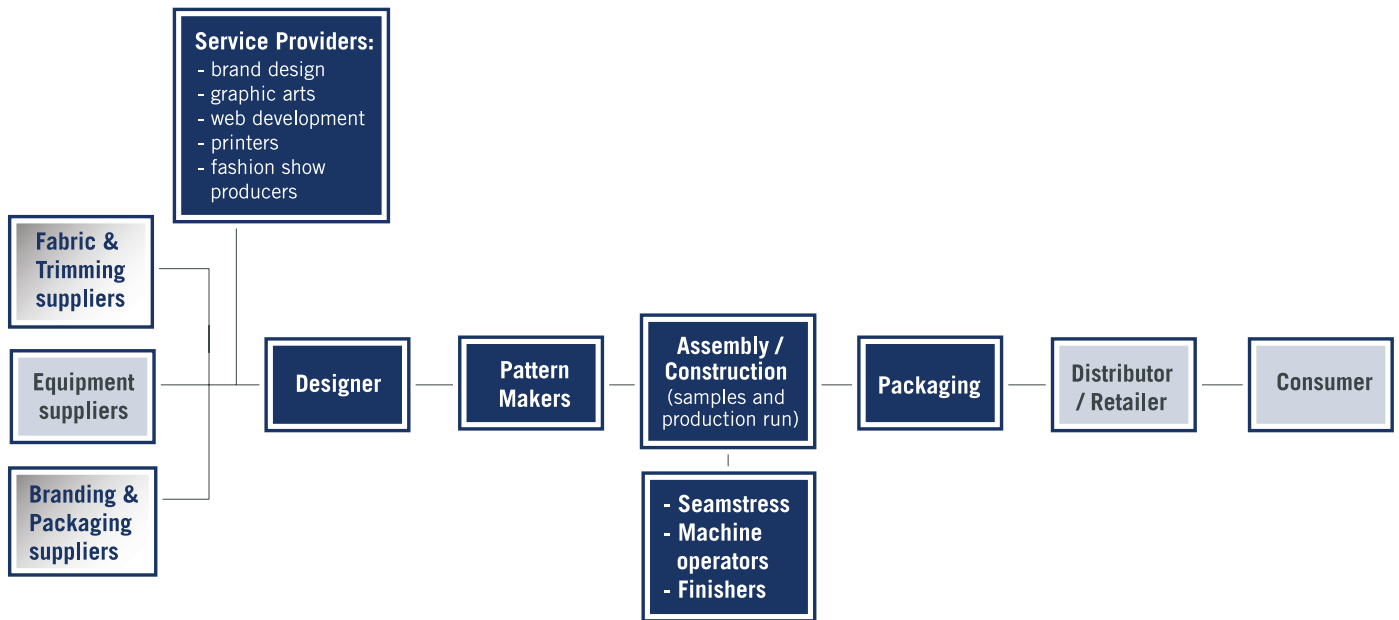 Service Providers:
- brand design
- graphic arts
- web development
- printers
- fashion show
producers
Fabric &
Trimming
suppliers
Equipment
suppliers
Branding &
Packaging
suppliers
Designer
Pattern
Makers
Assembly /
Construction
(samples and
production run)
- Seamstress
- Machine
operators
- Finishers
Packaging
Distributor
/ Retailer
Consumer